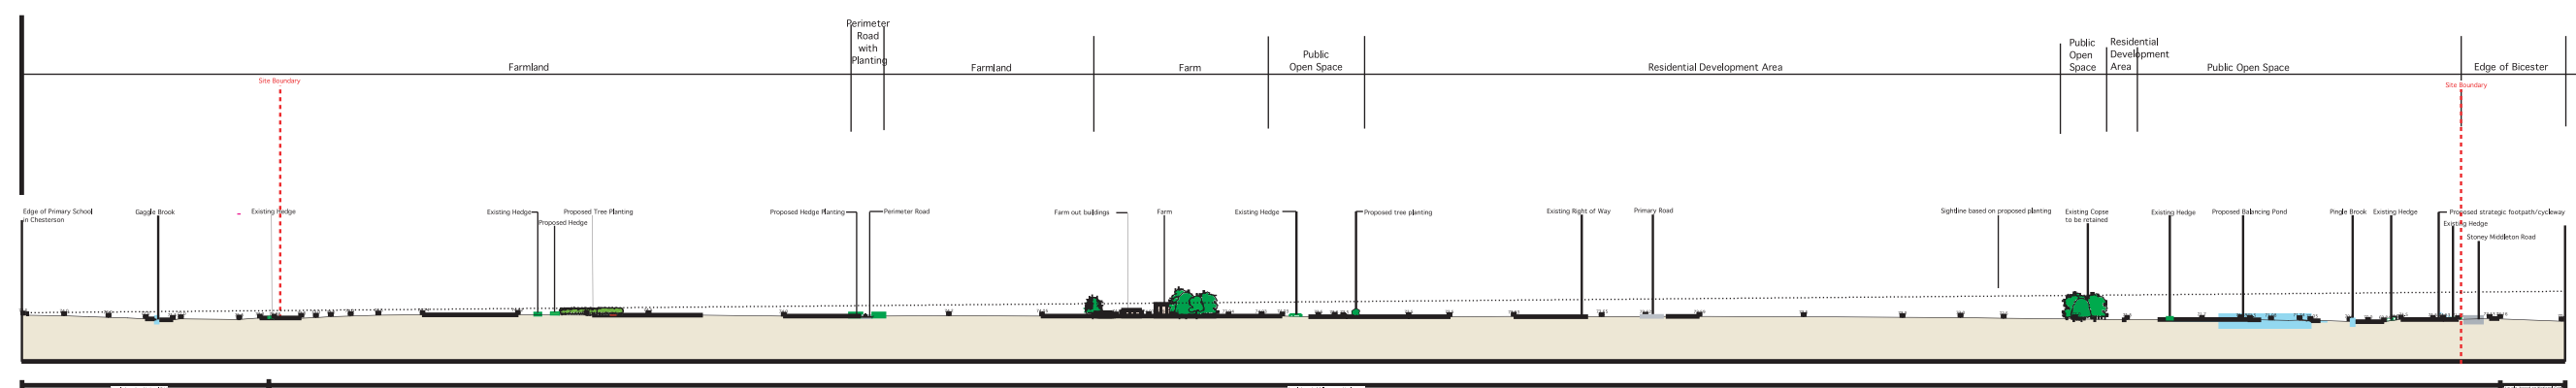 Perimeter
Road
with
Planting
Farmland
Farmland
Farm
Public
Open Space
Residential Development Area
Public
Open
Space
Residential
Development
Area
Public Open Space
Edge of Bicester
Site Boundary
Site Boundary
Edge of Primary School
in Chesterson
Gaggle Brook
Existing Hedge
Existing Hedge
Proposed Hedge
Proposed Tree Planting
Proposed Hedge Planting
Perimeter Road
Farm out buildings
Farm
Existing Hedge
Proposed tree planting
Existing Right of Way
Primary Road
Sightline based on proposed planting
Existing Copse
to be retained
Existing Hedge
Proposed Balancing Pond
Pingle Brook
Existing Hedge
Proposed strategic footpath/cycleway
Existing Hedge
Stoney Middleton Road